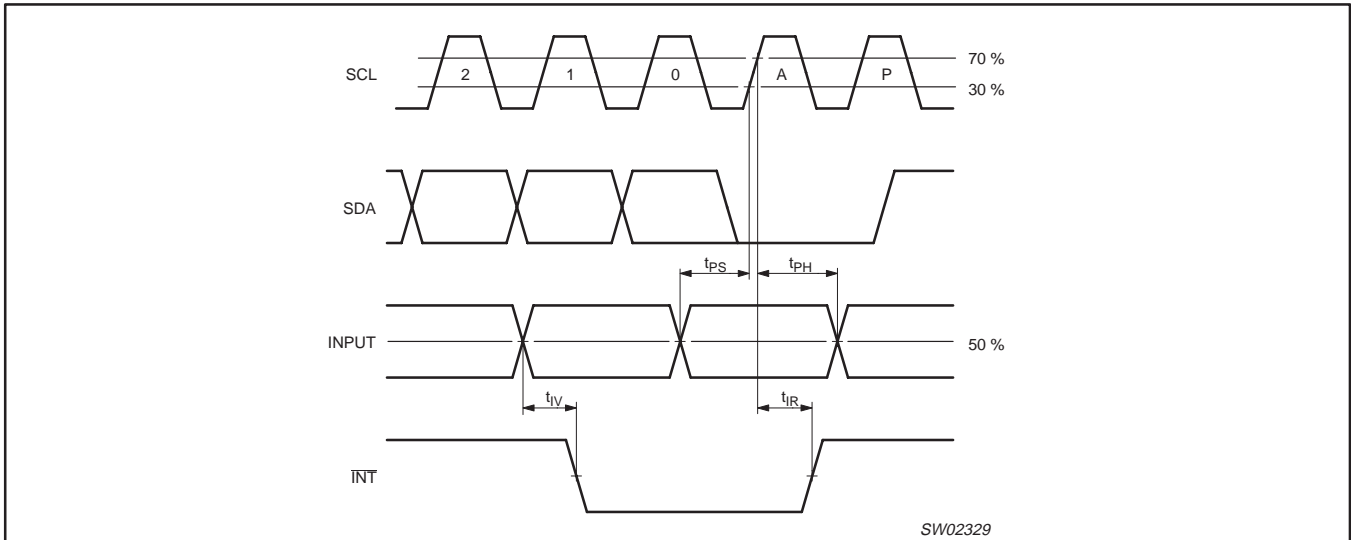 70 %
SCL 2 1 0 A P
30 %
SDA
tPS tPH
INPUT 50 %
tIV tIR
INT
SW02329